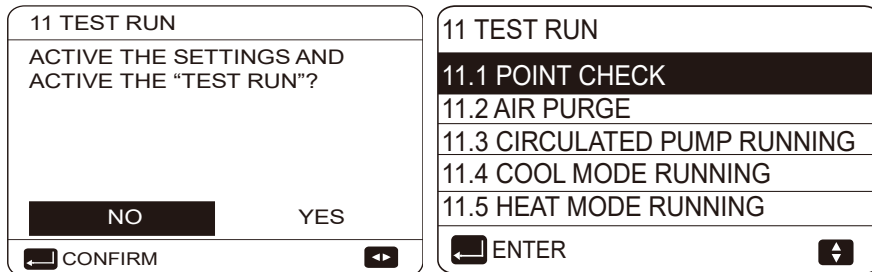 11 TEST RUN
ACTIVE THE SETTINGS AND
ACTIVE THE “TEST RUN”?
NO YES
CONFIRM
11 TEST RUN
11.1 POINT CHECK
11.2 AIR PURGE
11.3 CIRCULATED PUMP RUNNING
11.4 COOL MODE RUNNING
11.5 HEAT MODE RUNNING
ENTER